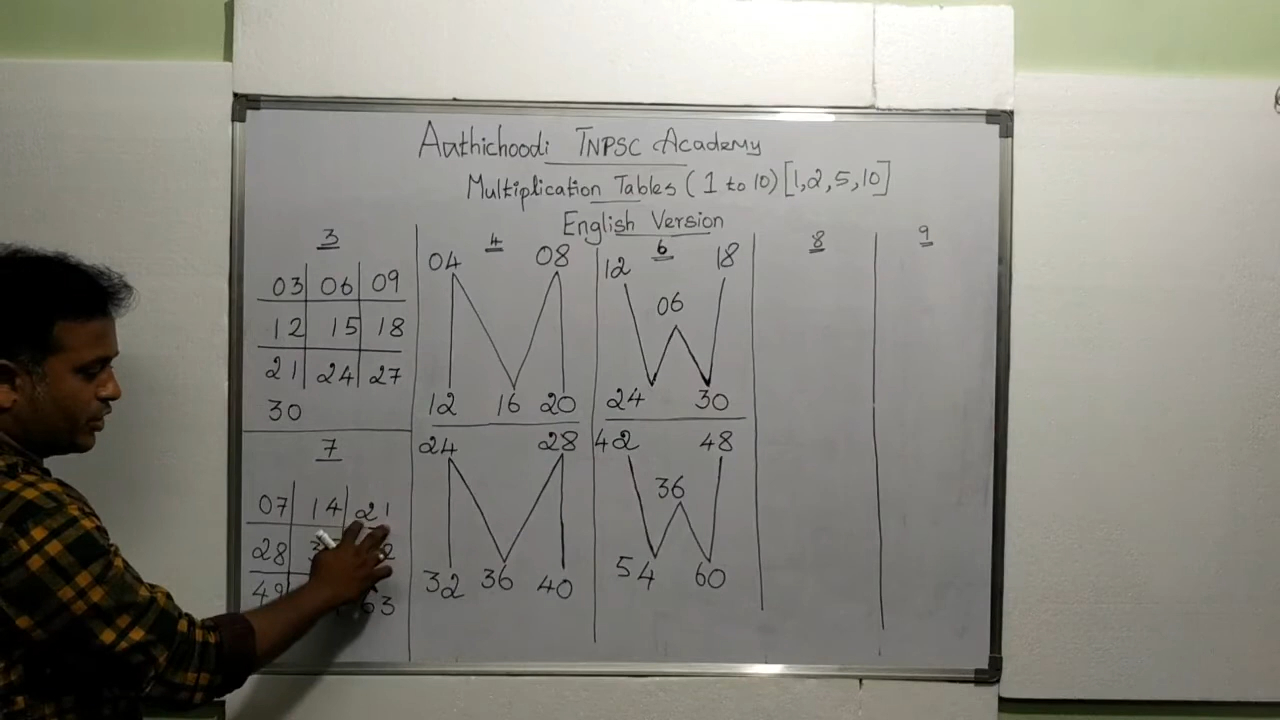 Aathichoodi TNPSC Academy
Multiplication Tables (1 to 10) [1,2,5,10]
English Version
3
03 06 09
12 15 18
21 24 27
30
7
07 14 21
28
49 63
4
04 08
12 16 20
24 28
32 36 40
6
12 18
06
24 30
42 48
36
54 60
8
9